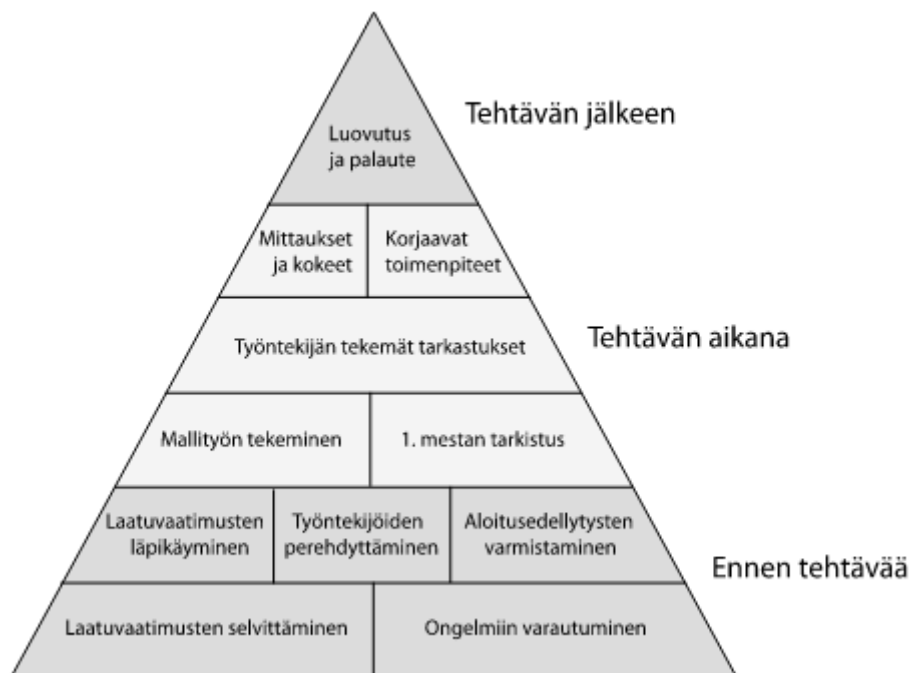 Tehtävän jälkeen
Luovutus
ja palaute
Mittaukset
ja kokeet
Korjaavat
toimenpiteet
Tehtävän aikana
Työntekijän tekemät tarkastukset
Mallityön tekeminen
1. mestan tarkistus
Laatuvaatimusten
läpikäyminen
Työntekijöiden
perehdyttäminen
Aloitusedellytysten
varmistaminen
Ennen tehtävää
Laatuvaatimusten selvittäminen
Ongelmiin varautuminen